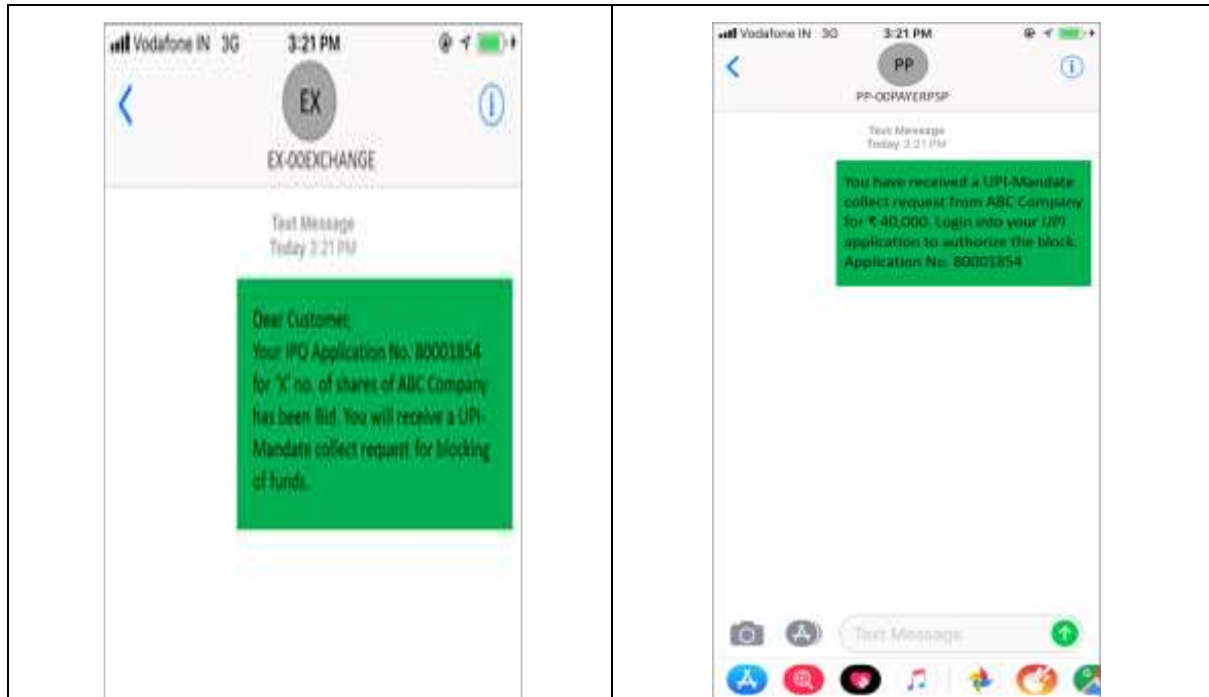 Vodafone IN 3G 3:21 PM
EX
EX-00EXCHANGE
Text Message
Today 3:21 PM
Dear Customer,
Your IPO Application No. 80001854
for 'X' no. of shares of ABC Company
has been Bid. You will receive a UPI-
Mandate collect request for blocking
of funds.
Vodafone IN 3G 3:21 PM
PP
PP-00PAYERPSP
Text Message
Today 3:21 PM
You have received a UPI-Mandate
collect request from ABC Company
for ₹ 40,000. Login into your UPI
application to authorize the block.
Application No. 80001854
Text Message